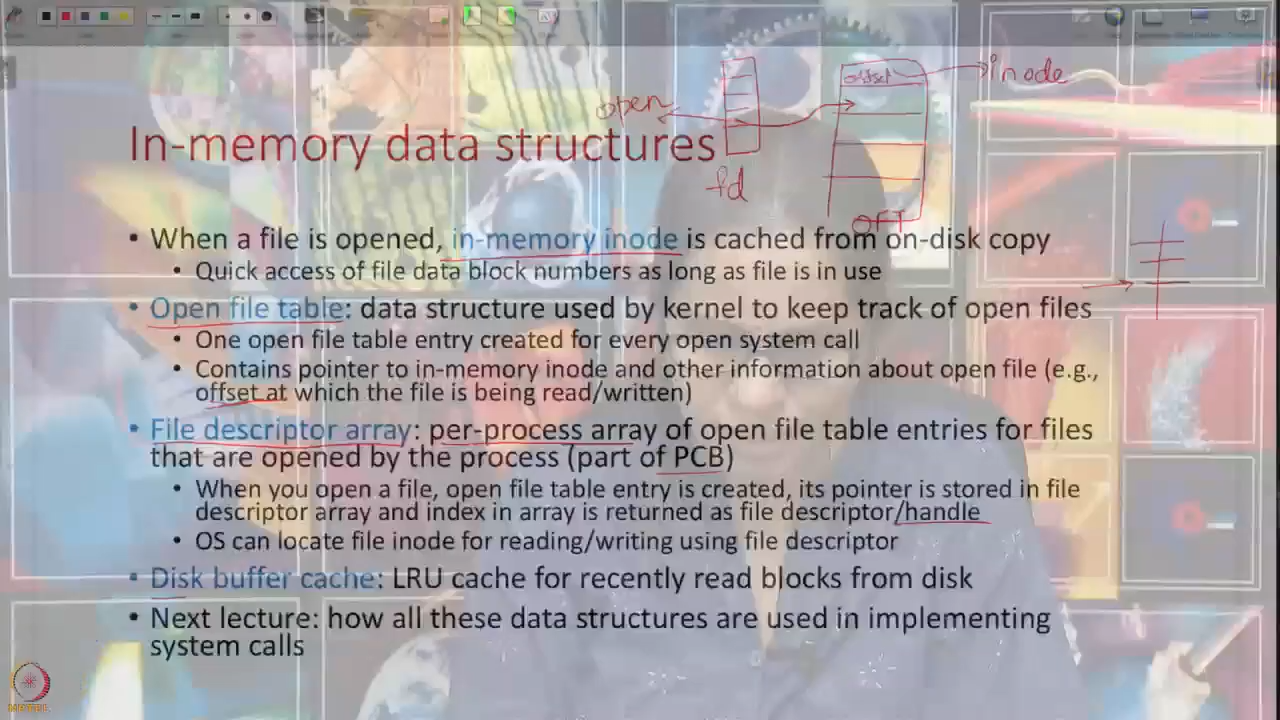 offset
inode
open
In-memory data structures
fd
OFT
• When a file is opened, in-memory inode is cached from on-disk copy
• Quick access of file data block numbers as long as file is in use
• Open file table: data structure used by kernel to keep track of open files
• One open file table entry created for every open system call
• Contains pointer to in-memory inode and other information about open file (e.g.,
offset at which the file is being read/written)
• File descriptor array: per-process array of open file table entries for files
that are opened by the process (part of PCB)
• When you open a file, open file table entry is created, its pointer is stored in file
descriptor array and index in array is returned as file descriptor/handle
• OS can locate file inode for reading/writing using file descriptor
• Disk buffer cache: LRU cache for recently read blocks from disk
• Next lecture: how all these data structures are used in implementing
system calls
NPTEL